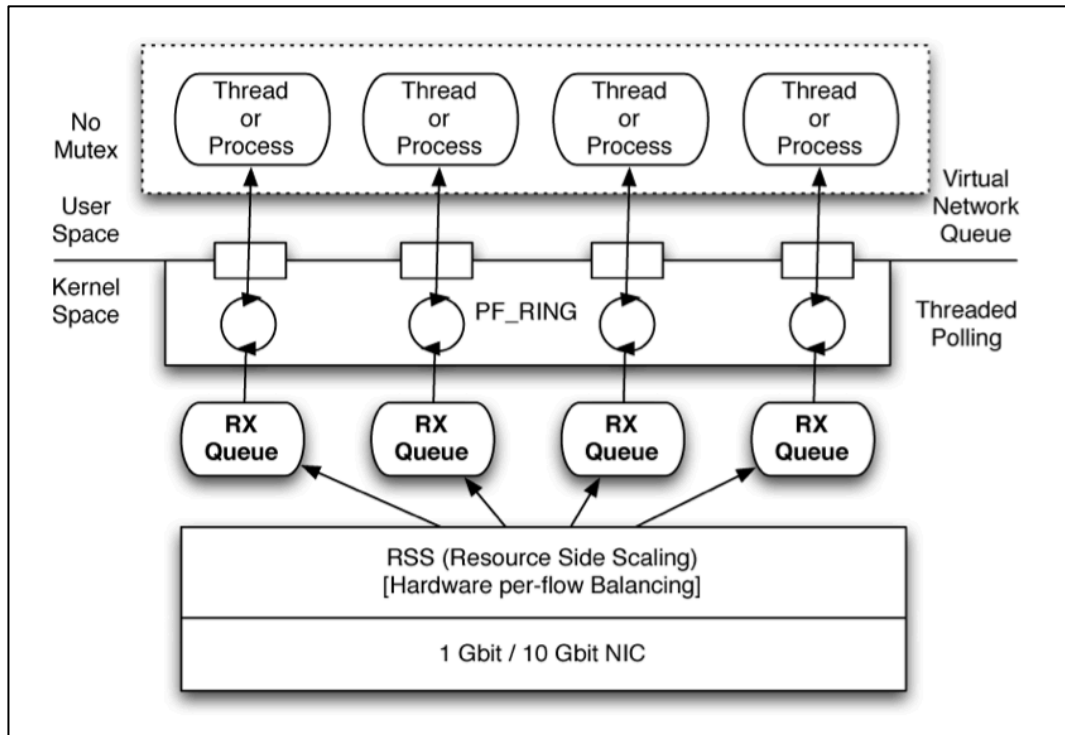 Thread
or
Process
Thread
or
Process
Thread
or
Process
Thread
or
Process
No
Mutex
User
Space
Virtual
Network
Queue
Kernel
Space
PF_RING
Threaded
Polling
RX
Queue
RX
Queue
RX
Queue
RX
Queue
RSS (Resource Side Scaling)
[Hardware per-flow Balancing]
1 Gbit / 10 Gbit NIC